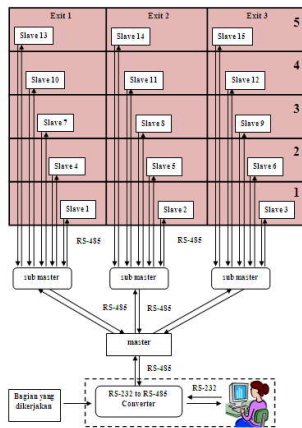 Exit 1
Exit 2
Exit 3
5
Slave 13
Slave 14
Slave 15
4
Slave 10
Slave 11
Slave 12
3
Slave 7
Slave 8
Slave 9
2
Slave 4
Slave 5
Slave 6
1
Slave 1
Slave 2
Slave 3
RS-485
RS-485
sub master
sub master
sub master
RS-485
RS-485
master
RS-485
Bagian yang
dikerjakan
RS-232 to RS-485
Converter
RS-232